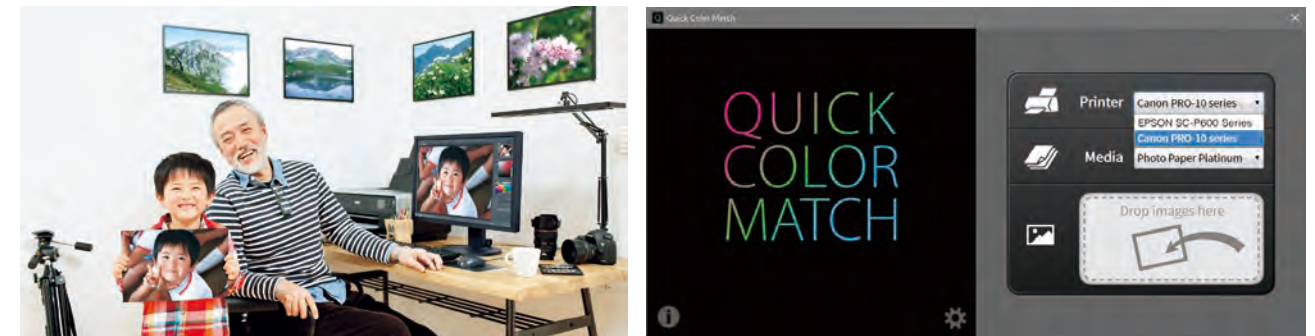 Quick Color Match
QUICK
COLOR
MATCH
Printer
Canon PRO-10 series
EPSON SC-P600 Series
Canon PRO-10 series
Media
Photo Paper Platinum
Drop images here